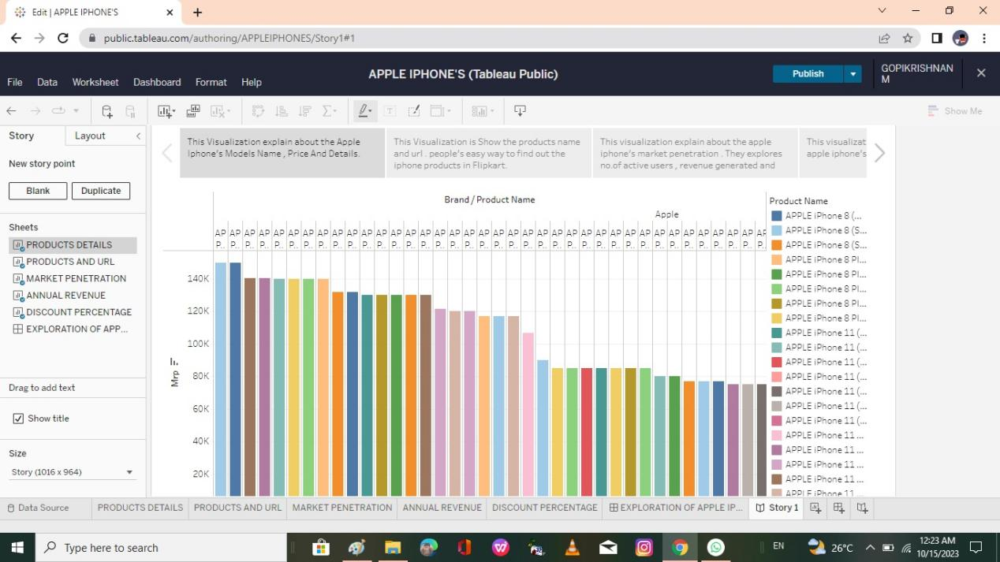 Edit | APPLE IPHONE'S
public.tableau.com/authoring/APPLEIPHONES/Story1#1
File Data Worksheet Dashboard Format Help
APPLE IPHONE'S (Tableau Public)
Publish
GOPIKRISHNAN
M
Show Me
Story Layout
New story point
Blank Duplicate
Sheets
PRODUCTS DETAILS
PRODUCTS AND URL
MARKET PENETRATION
ANNUAL REVENUE
DISCOUNT PERCENTAGE
EXPLORATION OF APP...
Drag to add text
Show title
Size
Story (1016 x 964)
This Visualization explain about the Apple
Iphone's Models Name , Price And Details.
This Visualization is Show the products name
and url . people's easy way to find out the
iphone products in Flipkart.
This visualization explain about the apple
iphone's market penetration . They explores
no.of active users , revenue generated and
This visualizat
apple iphone's
Brand / Product Name
Apple
AP AP AP AP AP AP AP AP AP AP AP AP AP AP AP AP AP AP AP AP AP AP AP AP AP AP AP AP AP AP AP AP AP AP AP AP AP AP
P.. P.. P.. P.. P.. P.. P.. P.. P.. P.. P.. P.. P.. P.. P.. P.. P.. P.. P.. P.. P.. P.. P.. P.. P.. P.. P.. P.. P.. P.. P.. P.. P.. P.. P.. P.. P.. P..
140K
120K
100K
80K
60K
40K
20K
Mrp
Product Name
APPLE iPhone 8 (...
APPLE iPhone 8 (S...
APPLE iPhone 8 (S...
APPLE iPhone 8 Pl...
APPLE iPhone 8 Pl...
APPLE iPhone 8 Pl...
APPLE iPhone 8 Pl...
APPLE iPhone 8 Pl...
APPLE iPhone 11 (...
APPLE iPhone 11 (...
APPLE iPhone 11 (...
APPLE iPhone 11 (...
APPLE iPhone 11 (...
APPLE iPhone 11 (...
APPLE iPhone 11 (...
APPLE iPhone 11 ...
APPLE iPhone 11 ...
APPLE iPhone 11 ...
APPLE iPhone 11 ...
APPLE iPhone 11 ...
Data Source PRODUCTS DETAILS PRODUCTS AND URL MARKET PENETRATION ANNUAL REVENUE DISCOUNT PERCENTAGE EXPLORATION OF APPLE IP... Story 1
Type here to search
EN
26°C
12:23 AM
10/15/2023